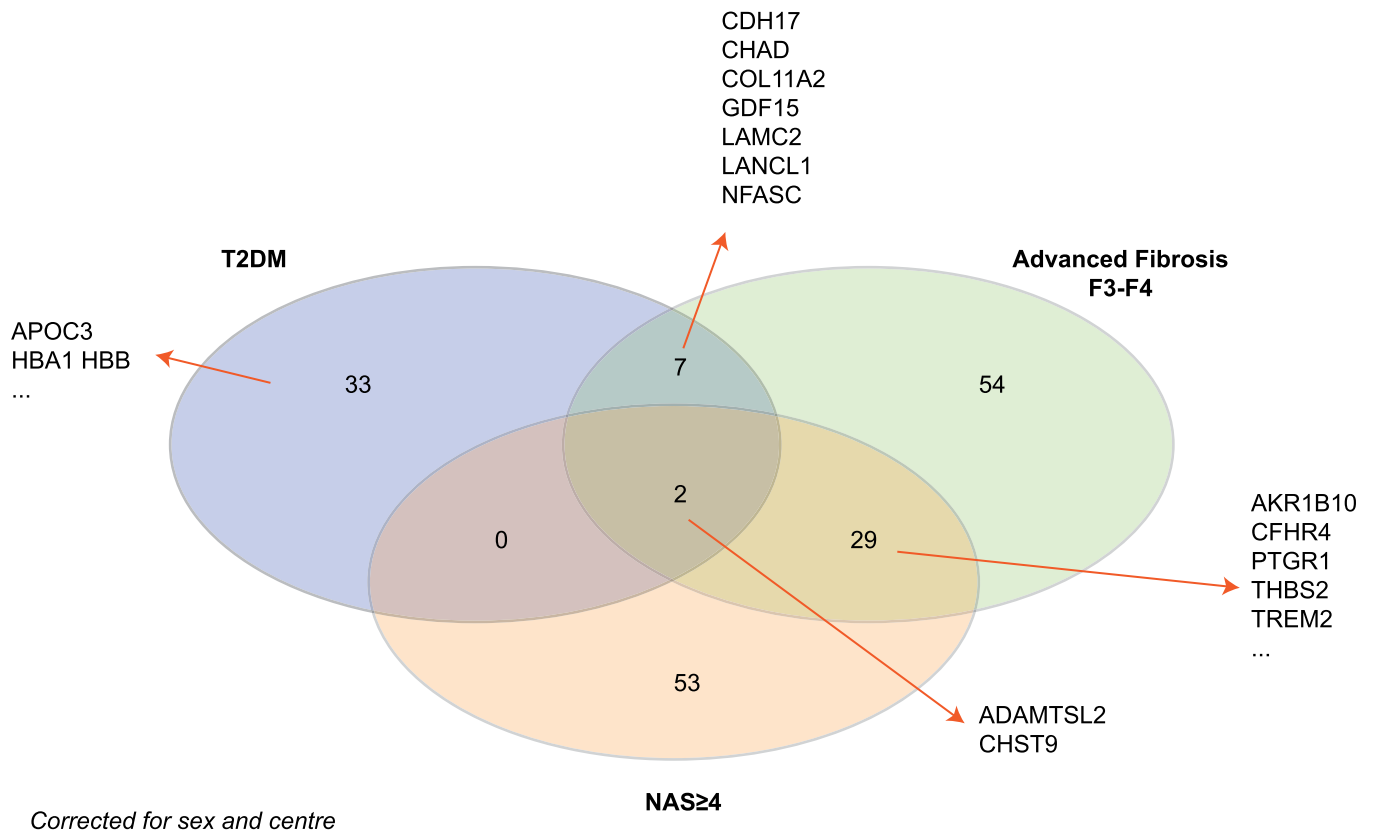 CDH17
CHAD
COL11A2
GDF15
LAMC2
LANCL1
NFASC
T2DM
Advanced Fibrosis
F3-F4
APOC3
HBA1 HBB
...
33
7
54
2
0
29
AKR1B10
CFHR4
PTGR1
THBS2
TREM2
...
53
ADAMTSL2
CHST9
NAS≥4
Corrected for sex and centre